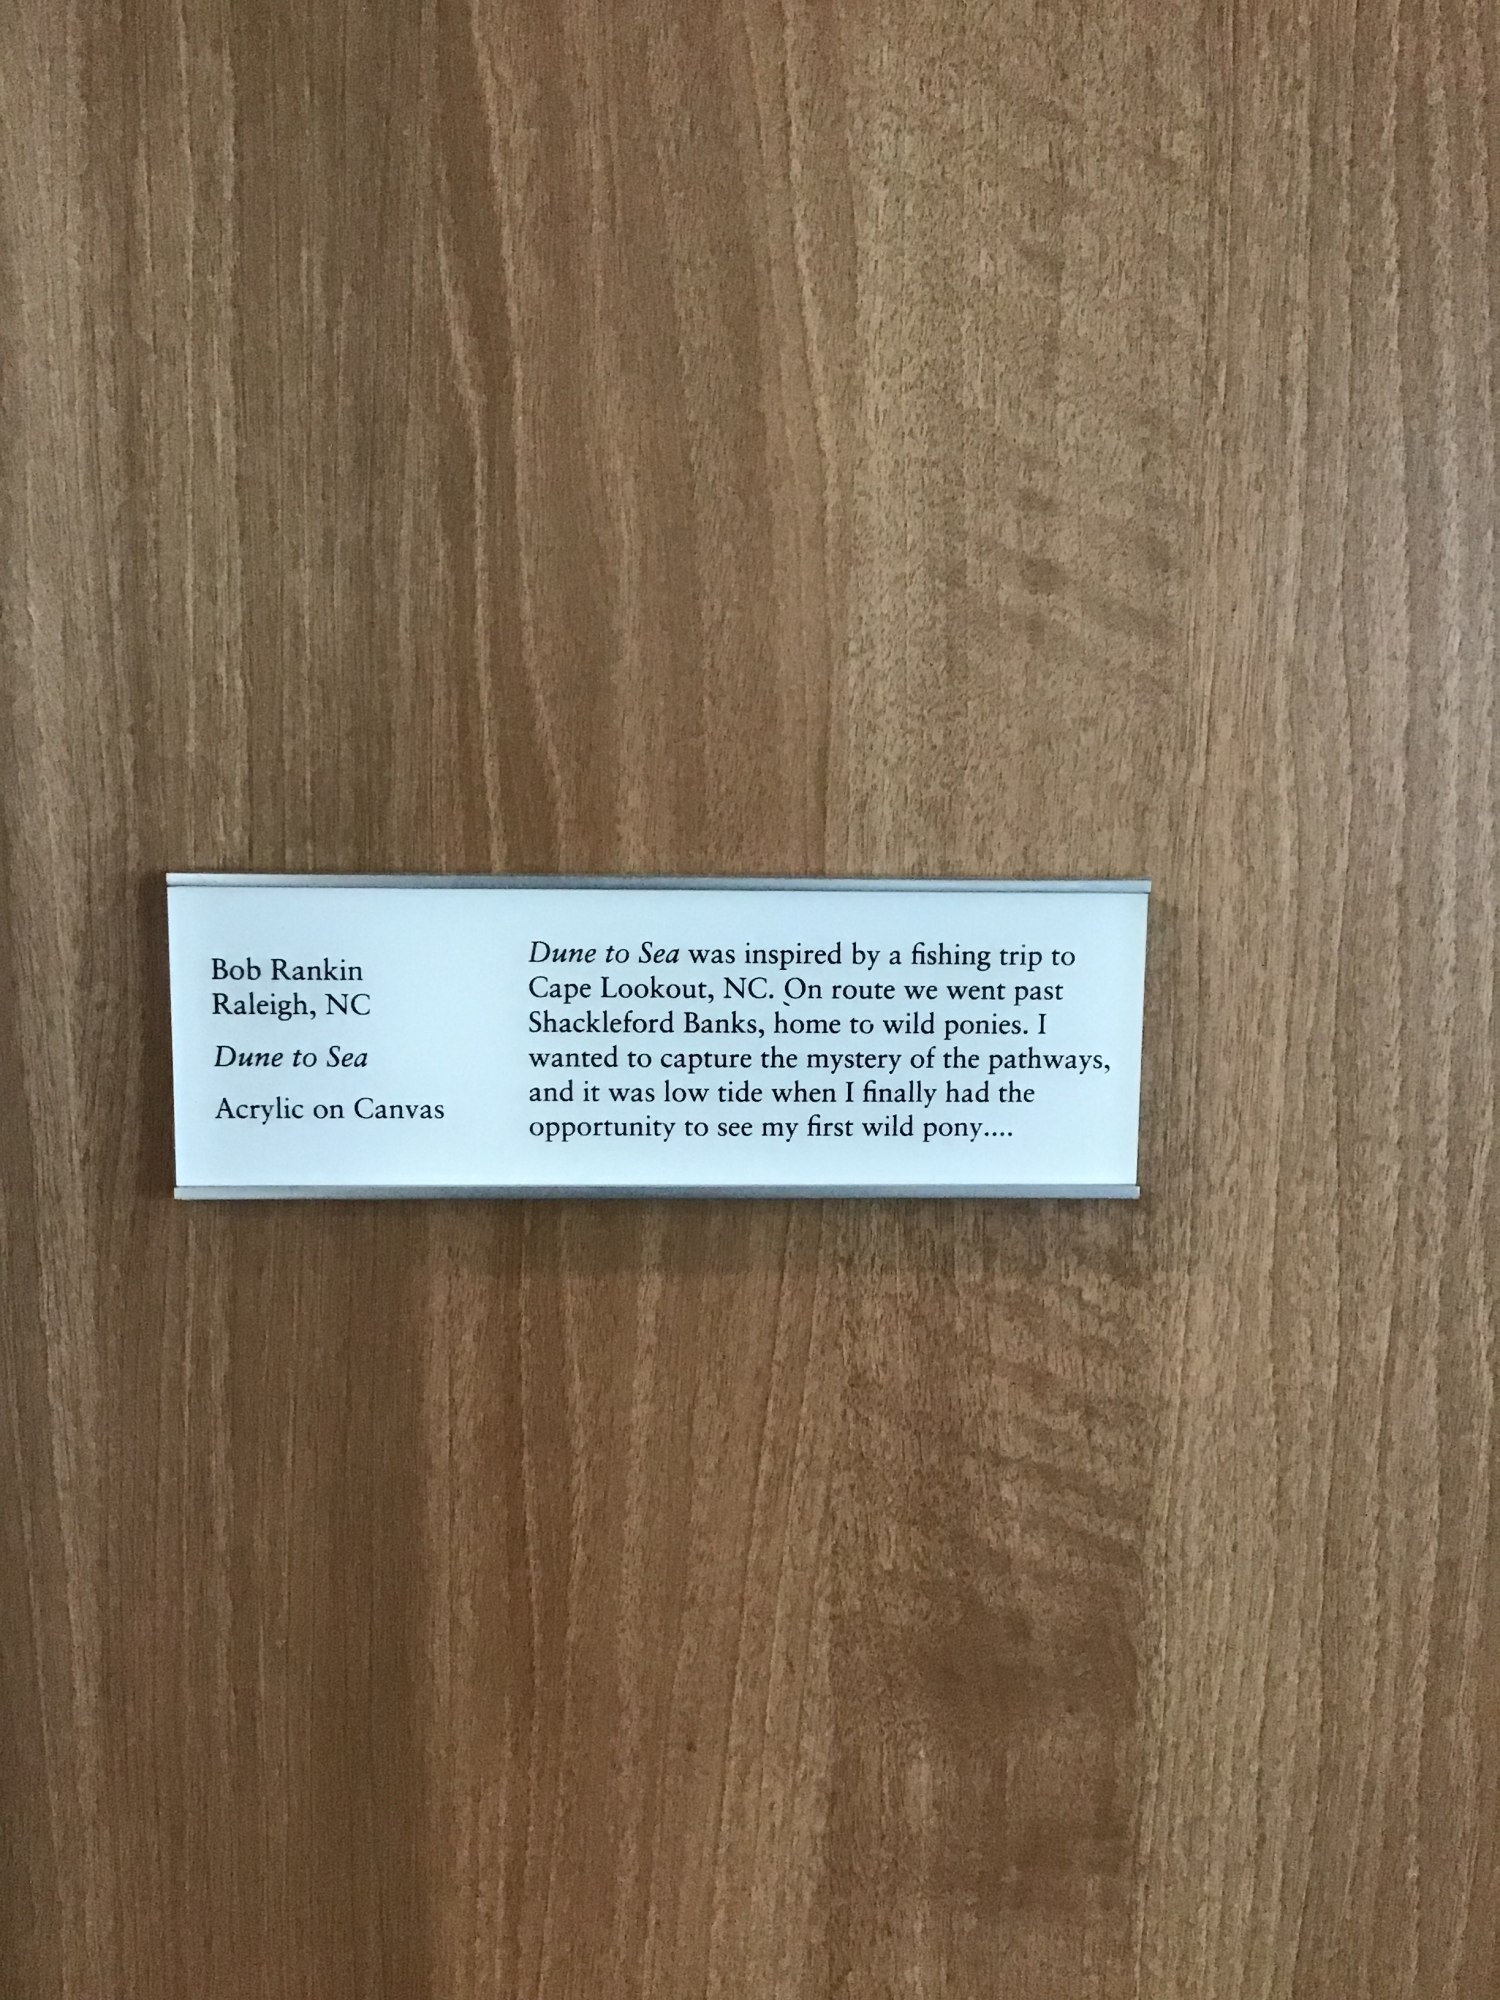 Bob Rankin
Raleigh, NC
Dune to Sea
Acrylic on Canvas
Dune to Sea was inspired by a fishing trip to
Cape Lookout, NC. On route we went past
Shackleford Banks, home to wild ponies. I
wanted to capture the mystery of the pathways,
and it was low tide when I finally had the
opportunity to see my first wild pony....